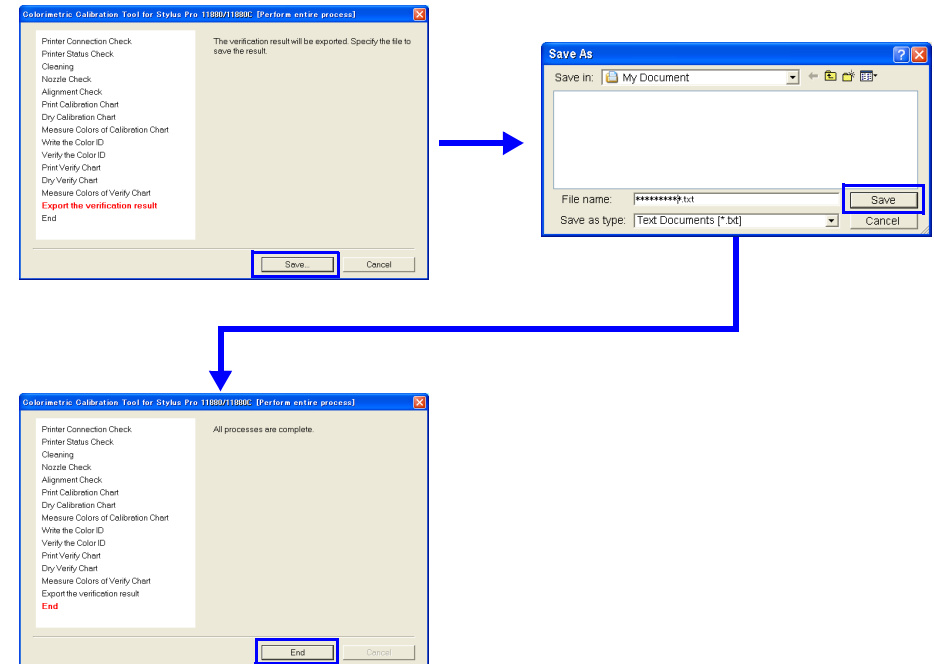 Colorimetric Calibration Tool for Stylus Pro 11880/11880C [Perform entire process]
Printer Connection Check
Printer Status Check
Cleaning
Nozzle Check
Alignment Check
Print Calibration Chart
Dry Calibration Chart
Measure Colors of Calibration Chart
Write the Color ID
Verify the Color ID
Print Verify Chart
Dry Verify Chart
Measure Colors of Verify Chart
Export the verification result
End
The verification result will be exported. Specify the file to
save the result.
Save... Cancel
Save As
Save in: My Document
File name: *********.txt Save
Save as type: Text Documents [*.txt] Cancel
Colorimetric Calibration Tool for Stylus Pro 11880/11880C [Perform entire process]
Printer Connection Check
Printer Status Check
Cleaning
Nozzle Check
Alignment Check
Print Calibration Chart
Dry Calibration Chart
Measure Colors of Calibration Chart
Write the Color ID
Verify the Color ID
Print Verify Chart
Dry Verify Chart
Measure Colors of Verify Chart
Export the verification result
End
All processes are complete.
End Cancel